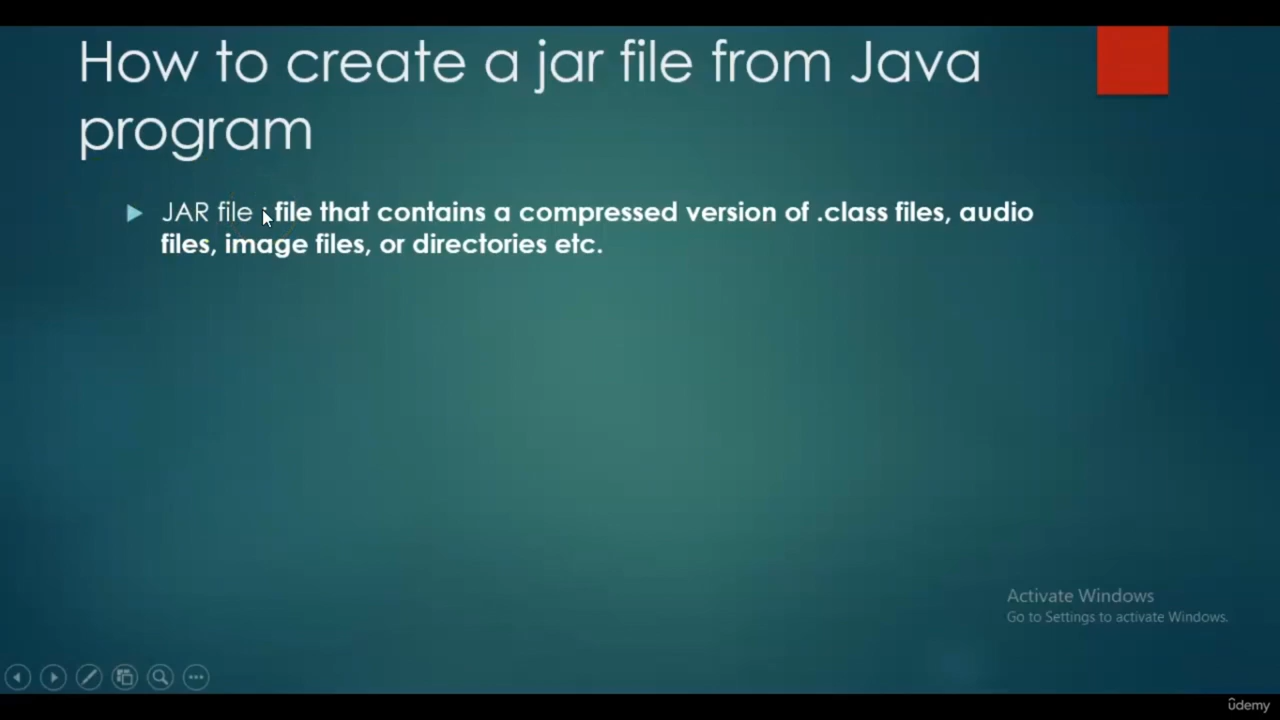 How to create a jar file from Java
program
JAR file : file that contains a compressed version of .class files, audio
files, image files, or directories etc.
Activate Windows
Go to Settings to activate Windows.
ûdemy